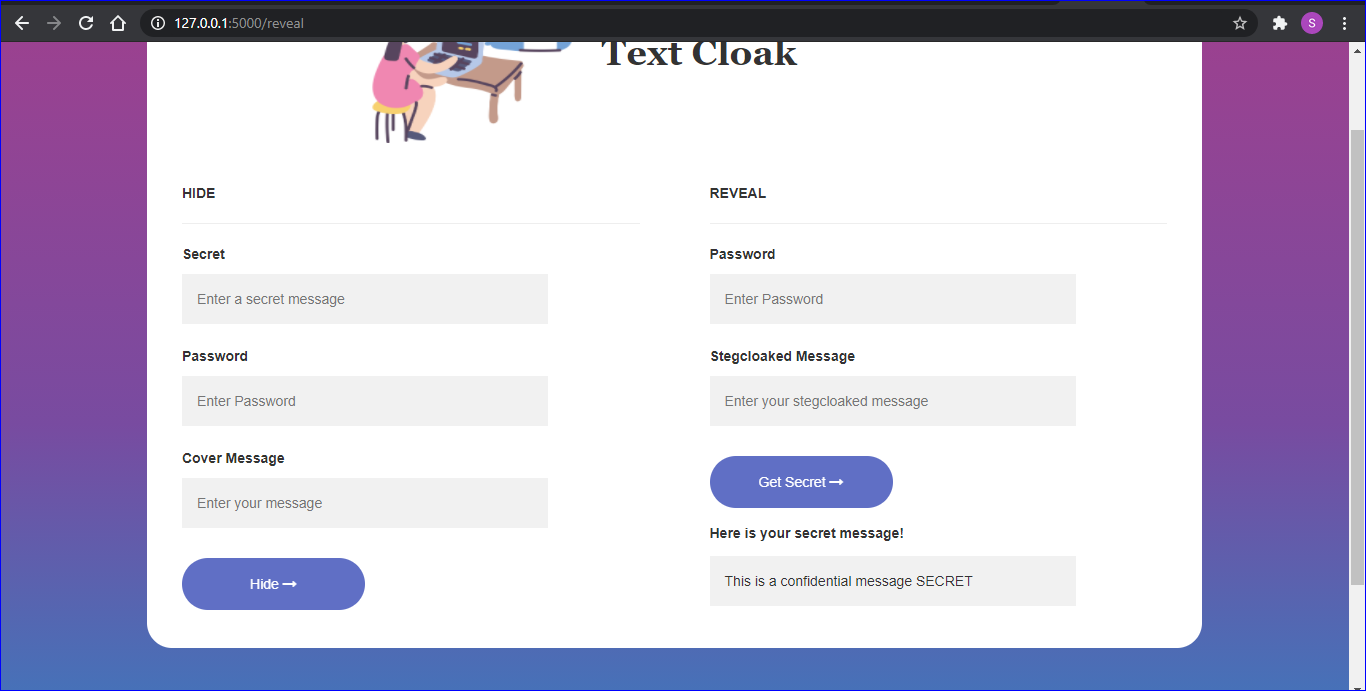 127.0.0.1:5000/reveal
S
Text Cloak
HIDE
Secret
Enter a secret message
Password
Enter Password
Cover Message
Enter your message
Hide →
REVEAL
Password
Enter Password
Stegcloaked Message
Enter your stegcloaked message
Get Secret →
Here is your secret message!
This is a confidential message SECRET